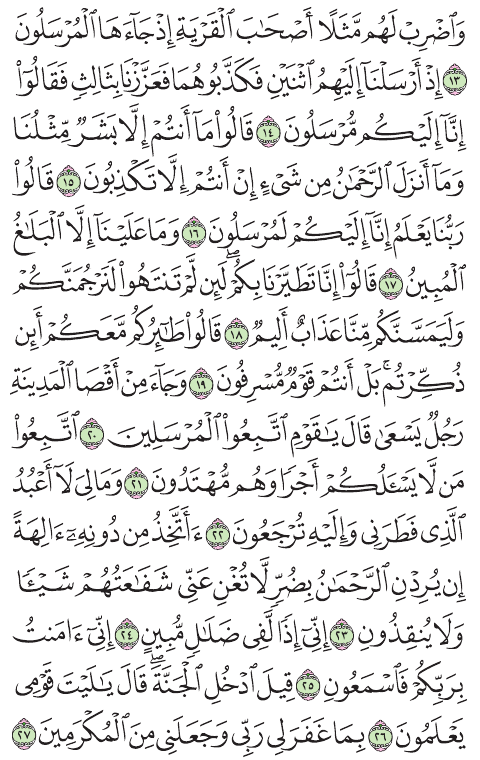 وَٱضۡرِبۡ لَهُم مَّثَلًا أَصۡحَٰبَ ٱلۡقَرۡيَةِ إِذۡ جَآءَهَا ٱلۡمُرۡسَلُونَ
١٣ إِذۡ أَرۡسَلۡنَآ إِلَيۡهِمُ ٱثۡنَيۡنِ فَكَذَّبُوهُمَا فَعَزَّزۡنَا بِثَالِثٖ فَقَالُوٓاْ
إِنَّآ إِلَيۡكُم مُّرۡسَلُونَ ١٤ قَالُواْ مَآ أَنتُمۡ إِلَّا بَشَرٞ مِّثۡلُنَا
وَمَآ أَنزَلَ ٱلرَّحۡمَٰنُ مِن شَيۡءٍ إِنۡ أَنتُمۡ إِلَّا تَكۡذِبُونَ ١٥ قَالُواْ
رَبُّنَا يَعۡلَمُ إِنَّآ إِلَيۡكُمۡ لَمُرۡسَلُونَ ١٦ وَمَا عَلَيۡنَآ إِلَّا ٱلۡبَلَٰغُ
ٱلۡمُبِينُ ١٧ قَالُوٓاْ إِنَّا تَطَيَّرۡنَا بِكُمۡۖ لَئِن لَّمۡ تَنتَهُواْ لَنَرۡجُمَنَّكُمۡ
وَلَيَمَسَّنَّكُم مِّنَّا عَذَابٌ أَلِيمٞ ١٨ قَالُواْ طَٰٓئِرُكُم مَّعَكُمۡ أَئِن
ذُكِّرۡتُمۚ بَلۡ أَنتُمۡ قَوۡمٞ مُّسۡرِفُونَ ١٩ وَجَآءَ مِنۡ أَقۡصَا ٱلۡمَدِينَةِ
رَجُلٞ يَسۡعَىٰ قَالَ يَٰقَوۡمِ ٱتَّبِعُواْ ٱلۡمُرۡسَلِينَ ٢٠ ٱتَّبِعُواْ
مَن لَّا يَسۡـَٔلُكُمۡ أَجۡرٗا وَهُم مُّهۡتَدُونَ ٢١ وَمَالِيَ لَآ أَعۡبُدُ
ٱلَّذِي فَطَرَنِي وَإِلَيۡهِ تُرۡجَعُونَ ٢٢ ءَأَتَّخِذُ مِن دُونِهِۦٓ ءَالِهَةً
إِن يُرِدۡنِ ٱلرَّحۡمَٰنُ بِضُرّٖ لَّا تُغۡنِ عَنِّي شَفَٰعَتُهُمۡ شَيۡـٔٗا
وَلَا يُنقِذُونِ ٢٣ إِنِّيٓ إِذٗا لَّفِي ضَلَٰلٖ مُّبِينٍ ٢٤ إِنِّيٓ ءَامَنتُ
بِرَبِّكُمۡ فَٱسۡمَعُونِ ٢٥ قِيلَ ٱدۡخُلِ ٱلۡجَنَّةَۖ قَالَ يَٰلَيۡتَ قَوۡمِي
يَعۡلَمُونَ ٢٦ بِمَا غَفَرَ لِي رَبِّي وَجَعَلَنِي مِنَ ٱلۡمُكۡرَمِينَ ٢٧